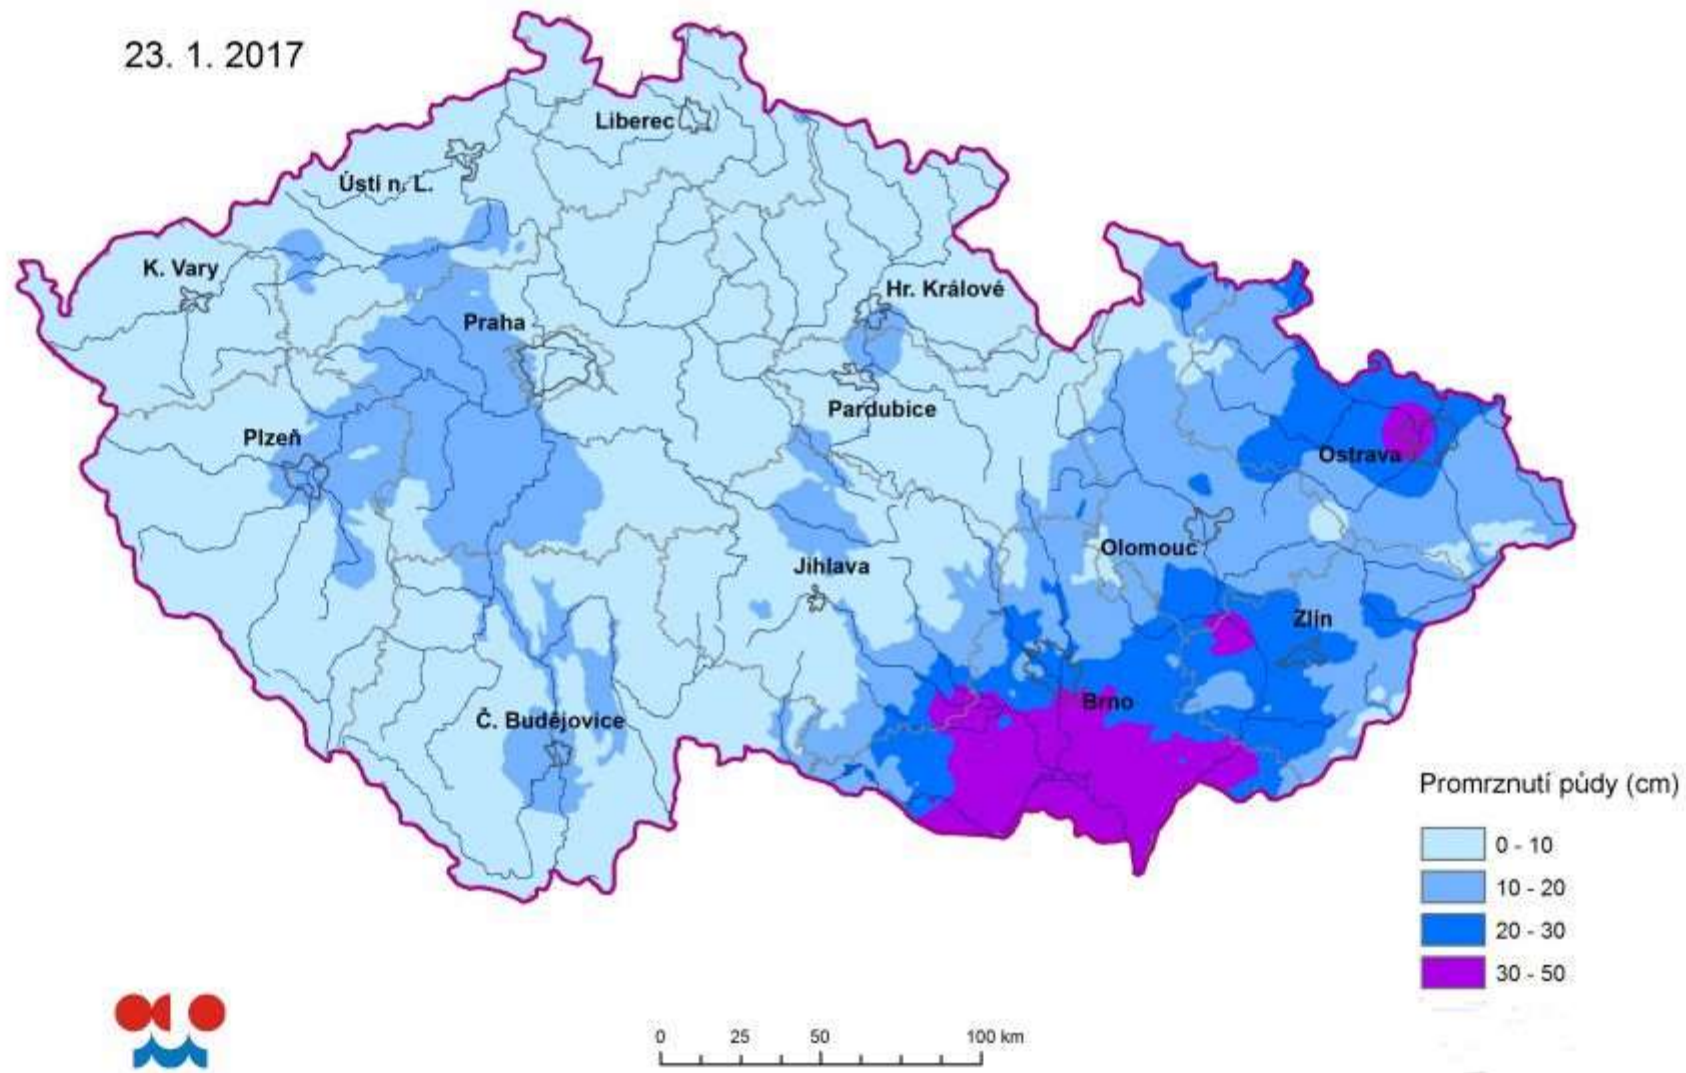 23. 1. 2017
Liberec
Ústí n. L.
K. Vary
Hr. Králové
Praha
Pardubice
Plzeň
Ostrava
Olomouc
Jihlava
Zlín
Brno
Č. Budějovice
Promrznutí půdy (cm)
0 - 10
10 - 20
20 - 30
30 - 50
0 25 50 100 km